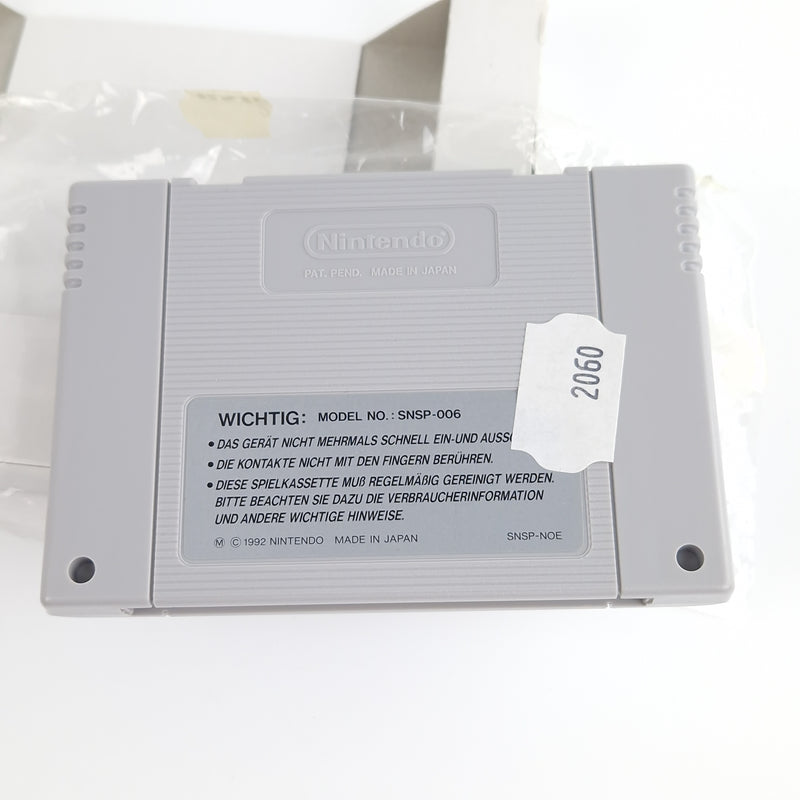 Nintendo
PAT. PEND. MADE IN JAPAN
2060
WICHTIG: MODEL NO.: SNSP-006
• DAS GERÄT NICHT MEHRMALS SCHNELL EIN-UND
• DIE KONTAKTE NICHT MIT DEN FINGERN BERÜHREN.
• DIESE SPIELKASSETTE MUß REGELMÄßIG GEREINIGT WERDEN.
BITTE BEACHTEN SIE DAZU DIE VERBRAUCHERINFORMATION
UND ANDERE WICHTIGE HINWEISE.
Ⓜ © 1992 NINTENDO MADE IN JAPAN SNSP-NOE